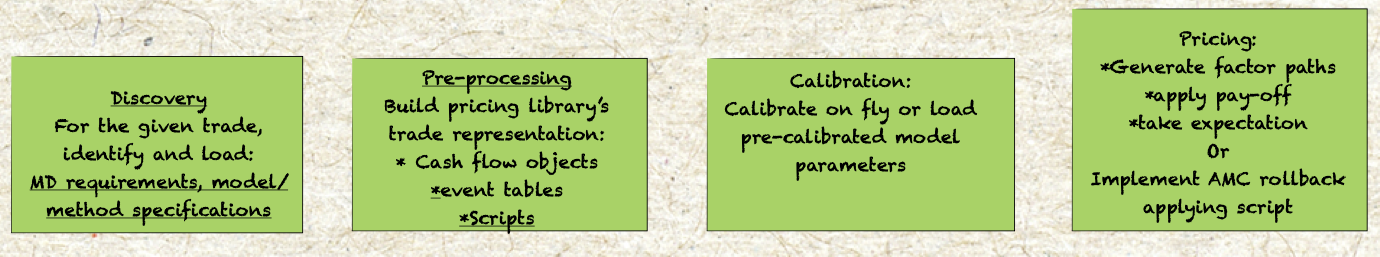 Discovery
For the given trade,
identify and load:
MD requirements, model/
method specifications
Pre-processing
Build pricing library's
trade representation:
* Cash flow objects
*event tables
*Scripts
Calibration:
Calibrate on fly or load
pre-calibrated model
parameters
Pricing:
*Generate factor paths
*apply pay-off
*take expectation
Or
Implement AMC rollback
applying script